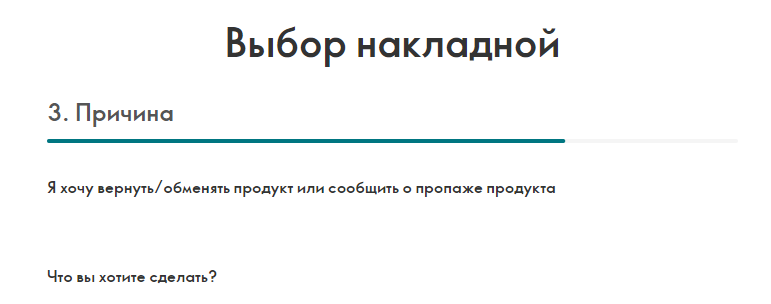 Выбор накладной
3. Причина
Я хочу вернуть/обменять продукт или сообщить о пропаже продукта
Что вы хотите сделать?